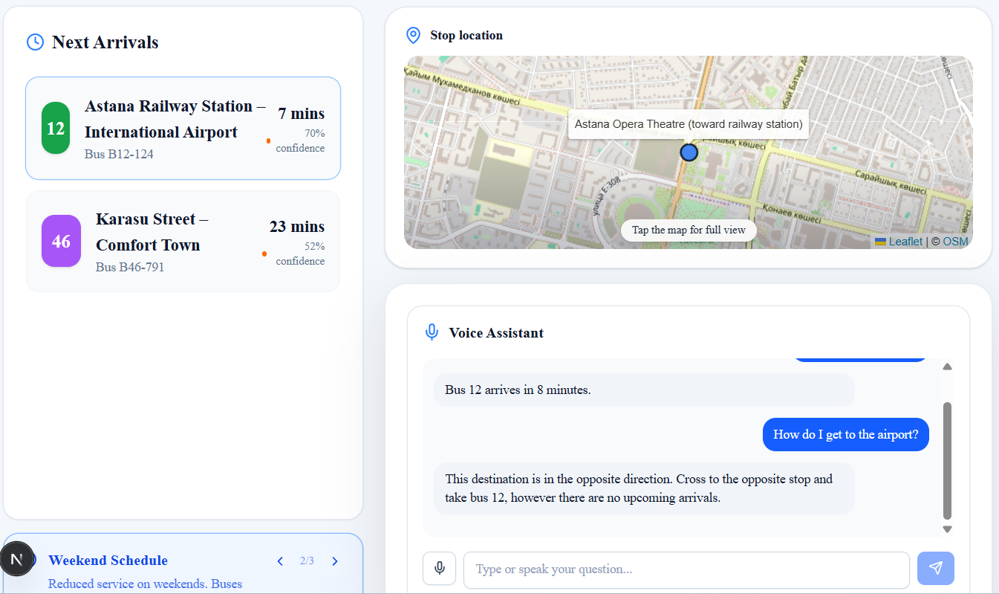 Next Arrivals
12
Astana Railway Station –
International Airport
Bus B12-124
7 mins
70%
confidence
46
Karasu Street –
Comfort Town
Bus B46-791
23 mins
52%
confidence
N
Weekend Schedule
2/3
Reduced service on weekends. Buses
Stop location
Қайым Мұхамедханов көшесі
көшесі
Astana Opera Theatre (toward railway station)
Сарайшық көшесі
Қонаев көшесі
улица Е-308
Tap the map for full view
Leaflet | © OSM
Voice Assistant
Bus 12 arrives in 8 minutes.
How do I get to the airport?
This destination is in the opposite direction. Cross to the opposite stop and
take bus 12, however there are no upcoming arrivals.
Type or speak your question...